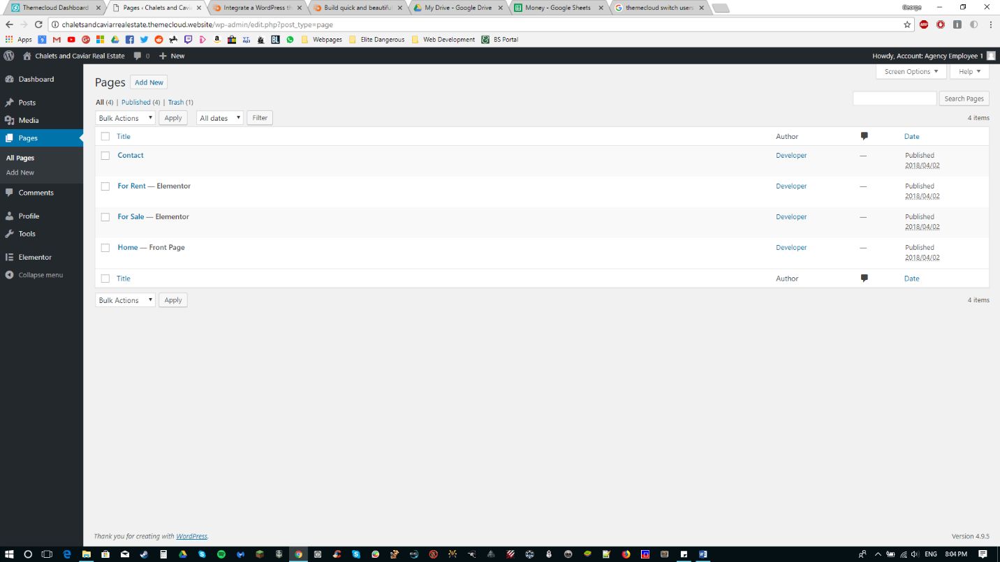 Themecloud Dashboard
Pages ‹ Chalets and Cavia
Integrate a WordPress th
Build quick and beautiful
My Drive - Google Drive
Money - Google Sheets
themecloud switch users
George
chaletsandcaviarrealestate.themecloud.website/wp-admin/edit.php?post_type=page
Apps
Webpages
Elite Dangerous
Web Development
BS Portal
Chalets and Caviar Real Estate
0
New
Howdy, Account: Agency Employee 1
Dashboard
Posts
Media
Pages
All Pages
Add New
Comments
Profile
Tools
Elementor
Collapse menu
Screen Options
Help
Pages Add New
All (4) | Published (4) | Trash (1)
Search Pages
Bulk Actions Apply All dates Filter
4 items
Title Author Date
Contact Developer — Published
2018/04/02
For Rent — Elementor Developer — Published
2018/04/02
For Sale — Elementor Developer — Published
2018/04/02
Home — Front Page Developer — Published
2018/04/02
Title Author Date
Bulk Actions Apply 4 items
Thank you for creating with WordPress.
Version 4.9.5
ENG 8:04 PM